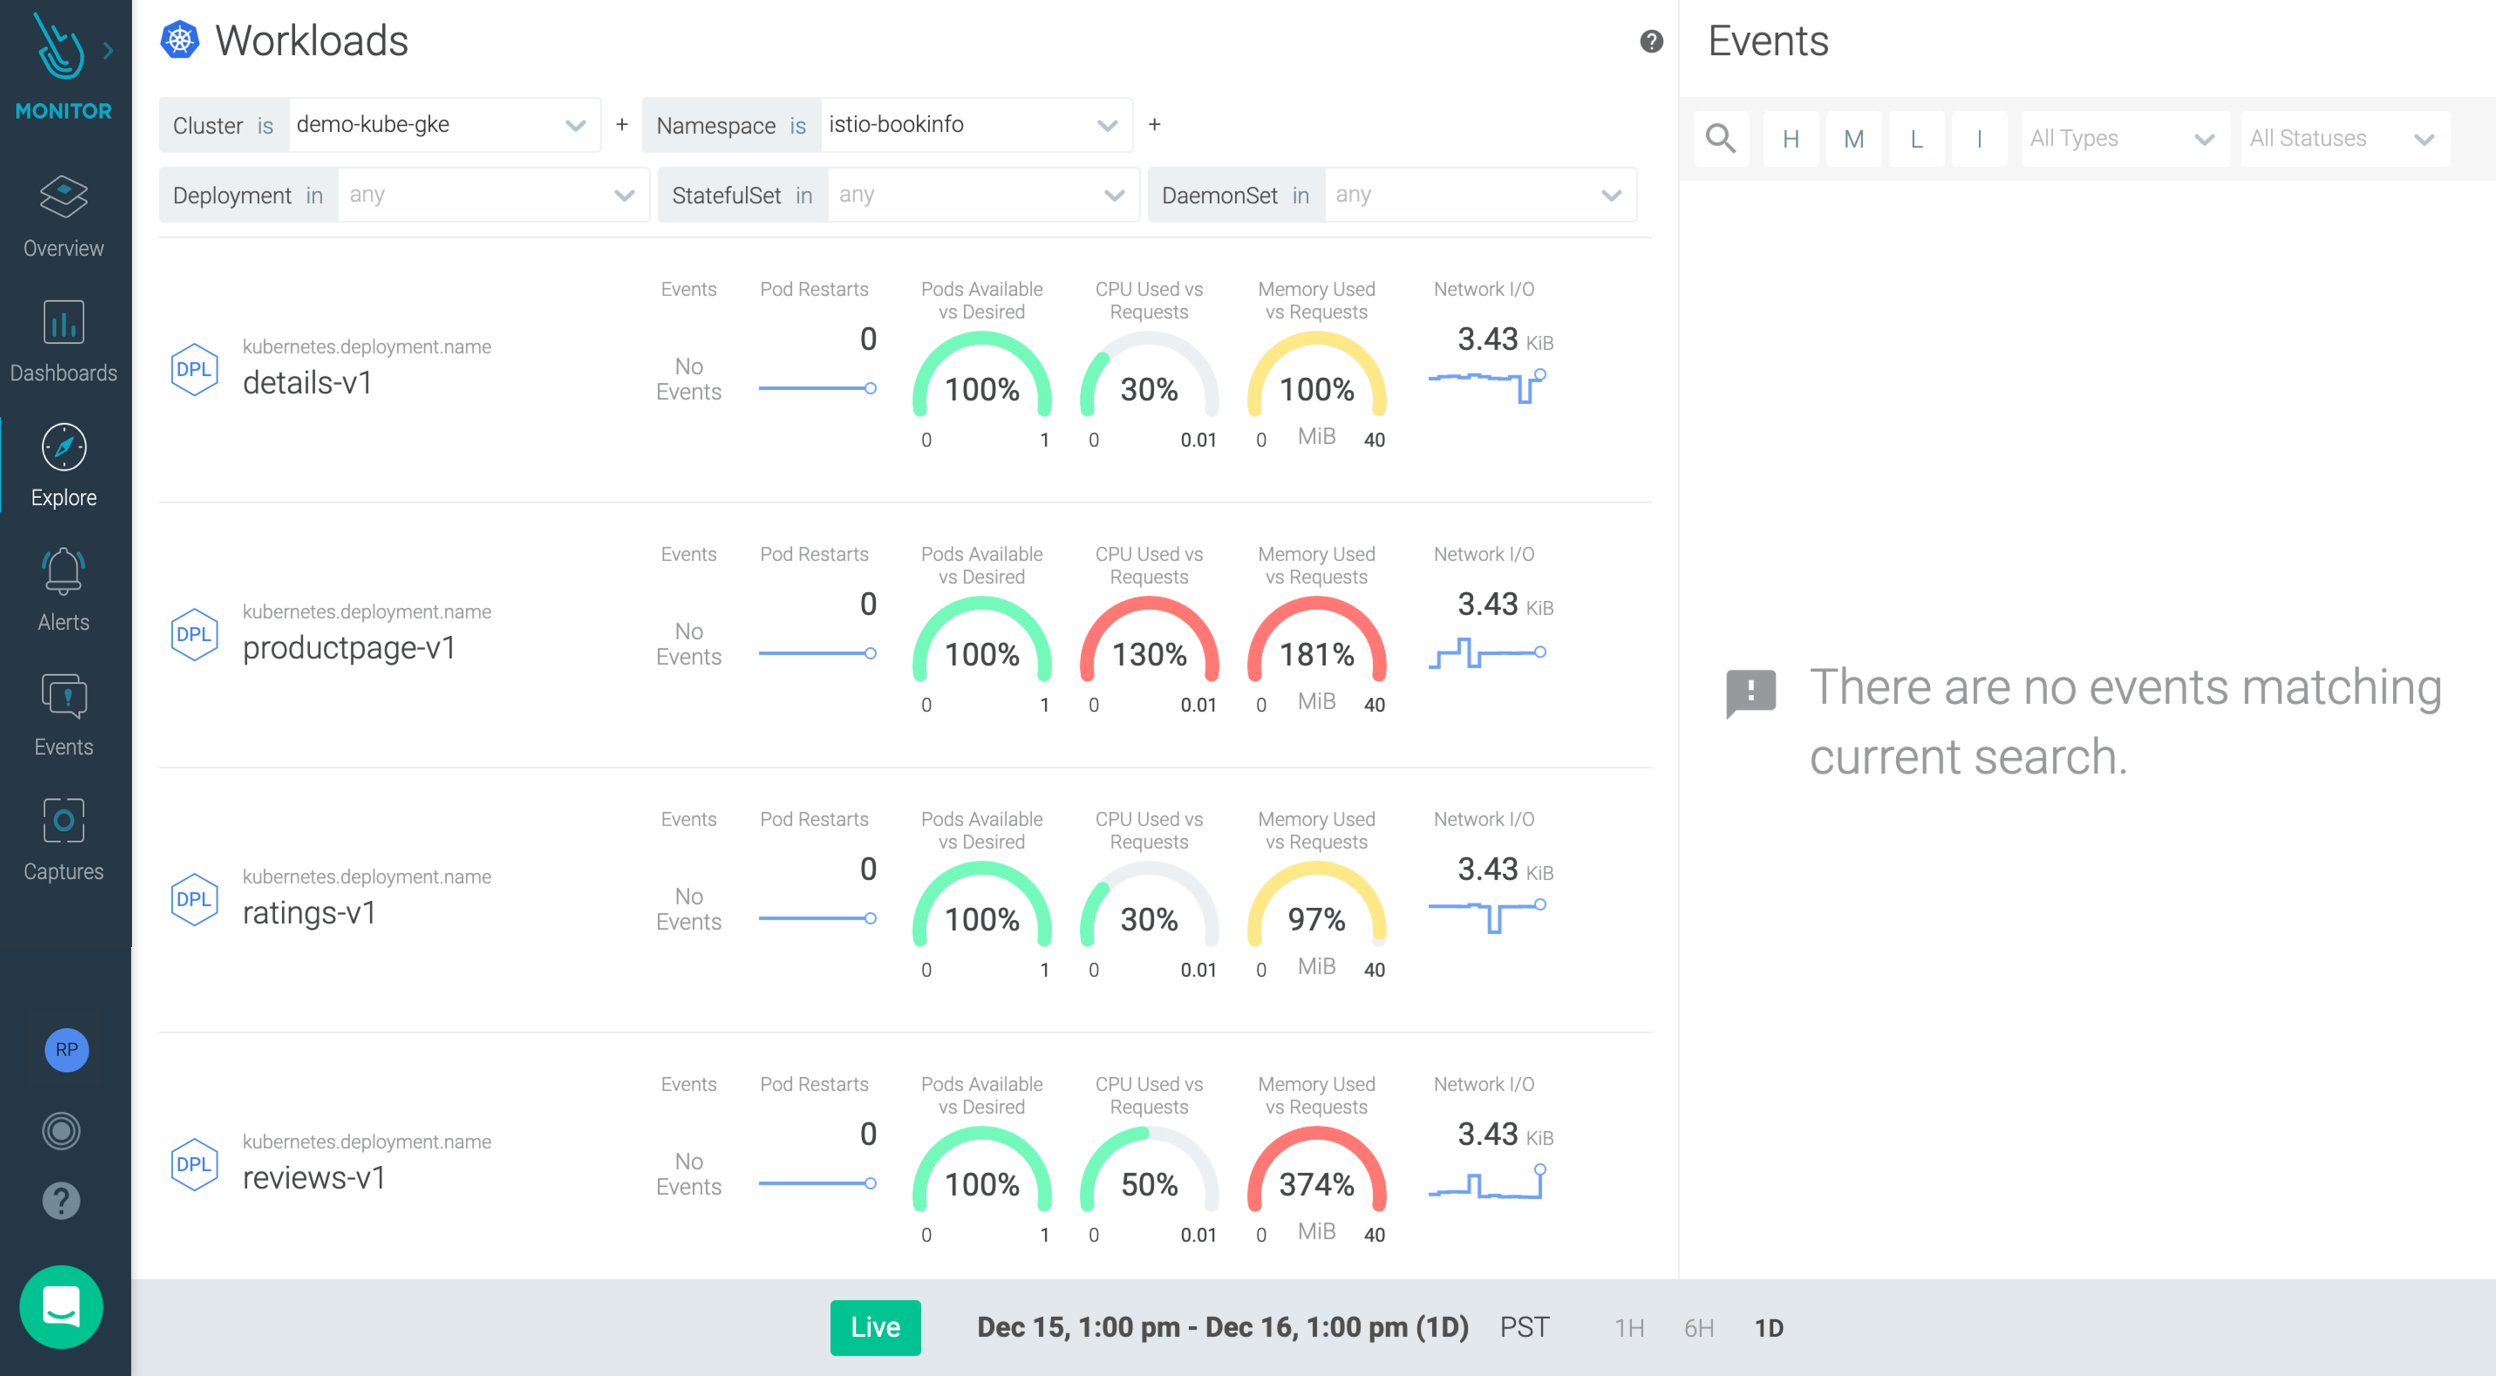 MONITOR
Overview
Dashboards
Explore
Alerts
Events
Captures
RP
?
Workloads
?
Cluster is demo-kube-gke + Namespace is istio-bookinfo +
Deployment in any StatefulSet in any DaemonSet in any
DPL
kubernetes.deployment.name
details-v1
Events
No
Events
Pod Restarts
0
Pods Available
vs Desired
100%
0 1
CPU Used vs
Requests
30%
0 0.01
Memory Used
vs Requests
100%
0 MiB 40
Network I/O
3.43 KiB
DPL
kubernetes.deployment.name
productpage-v1
Events
No
Events
Pod Restarts
0
Pods Available
vs Desired
100%
0 1
CPU Used vs
Requests
130%
0 0.01
Memory Used
vs Requests
181%
0 MiB 40
Network I/O
3.43 KiB
DPL
kubernetes.deployment.name
ratings-v1
Events
No
Events
Pod Restarts
0
Pods Available
vs Desired
100%
0 1
CPU Used vs
Requests
30%
0 0.01
Memory Used
vs Requests
97%
0 MiB 40
Network I/O
3.43 KiB
DPL
kubernetes.deployment.name
reviews-v1
Events
No
Events
Pod Restarts
0
Pods Available
vs Desired
100%
0 1
CPU Used vs
Requests
50%
0 0.01
Memory Used
vs Requests
374%
0 MiB 40
Network I/O
3.43 KiB
Events
H M L I All Types All Statuses
There are no events matching
current search.
Live Dec 15, 1:00 pm - Dec 16, 1:00 pm (1D) PST 1H 6H 1D